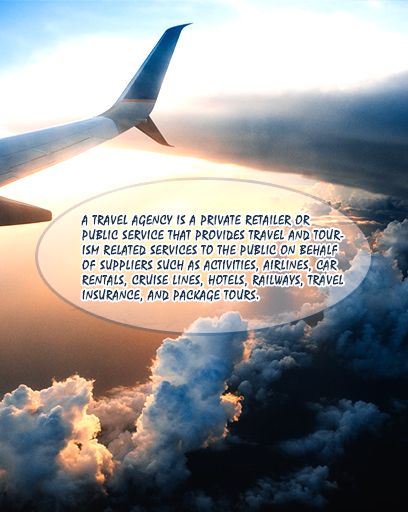 A TRAVEL AGENCY IS A PRIVATE RETAILER OR
PUBLIC SERVICE THAT PROVIDES TRAVEL AND TOUR-
ISM RELATED SERVICES TO THE PUBLIC ON BEHALF
OF SUPPLIERS SUCH AS ACTIVITIES, AIRLINES, CAR
RENTALS, CRUISE LINES, HOTELS, RAILWAYS, TRAVEL
INSURANCE, AND PACKAGE TOURS.